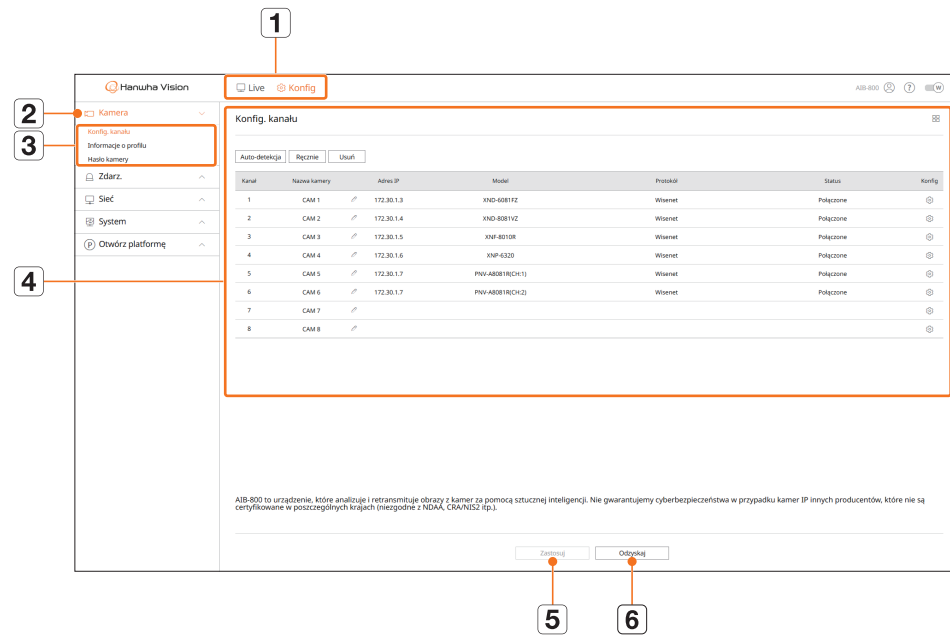 1
Hanwha Vision
Live Konfig
AIB-800 ? W
2
Kamera
3
Konfig. kanału
Informacje o profilu
Hasło kamery
Zdarz.
Sieć
System
P Otwórz platformę
4
Konfig. kanału
Auto-detekcja Ręcznie Usuń
Kanał Nazwa kamery Adres IP Model Protokół Status Konfig
1 CAM 1 172.30.1.3 XND-6081FZ Wisenet Połączone
2 CAM 2 172.30.1.4 XND-8081VZ Wisenet Połączone
3 CAM 3 172.30.1.5 XNF-8010R Wisenet Połączone
4 CAM 4 172.30.1.6 XNP-6320 Wisenet Połączone
5 CAM 5 172.30.1.7 PNV-A8081R(CH:1) Wisenet Połączone
6 CAM 6 172.30.1.7 PNV-A8081R(CH:2) Wisenet Połączone
7 CAM 7
8 CAM 8
AIB-800 to urządzenie, które analizuje i retransmituje obrazy z kamer za pomocą sztucznej inteligencji. Nie gwarantujemy cyberbezpieczeństwa w przypadku kamer IP innych producentów, które nie są
certyfikowane w poszczególnych krajach (niezgodne z NDAA, CRA/NIS2 itp.).
Zastosuj Odzyskaj
5 6